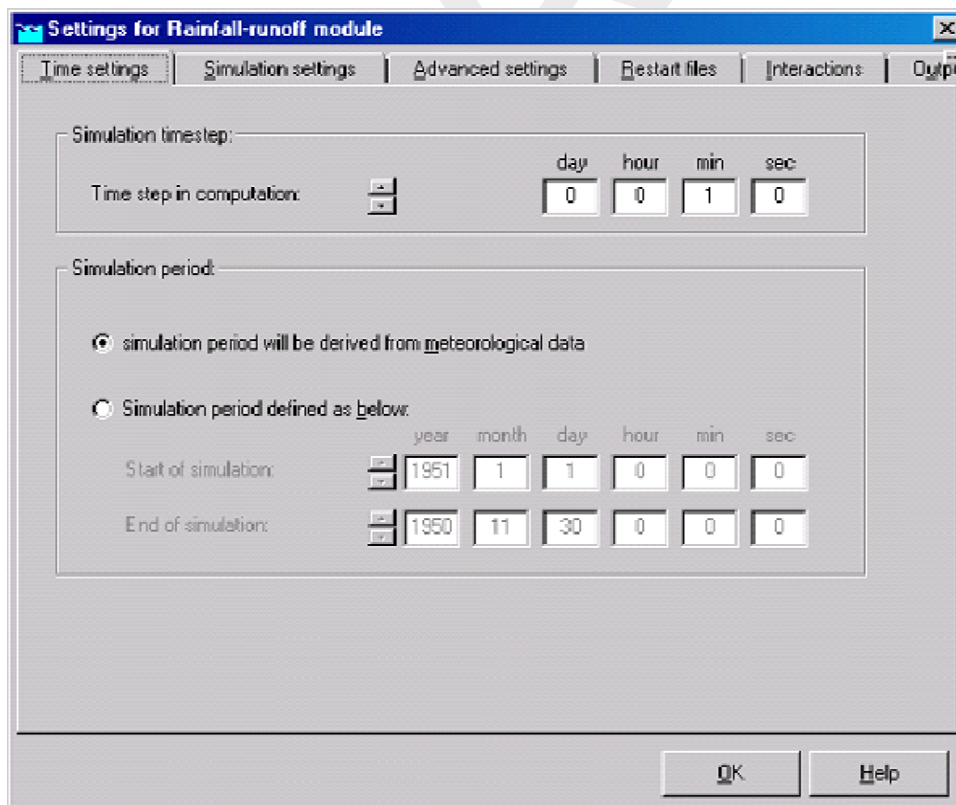 Settings for Rainfall-runoff module
Time settings Simulation settings Advanced settings Restart files Interactions Outp
Simulation timestep:
day hour min sec
Time step in computation: 0 0 1 0
Simulation period:
simulation period will be derived from meteorological data
Simulation period defined as below:
year month day hour min sec
Start of simulation: 1951 1 1 0 0 0
End of simulation: 1950 11 30 0 0 0
OK Help